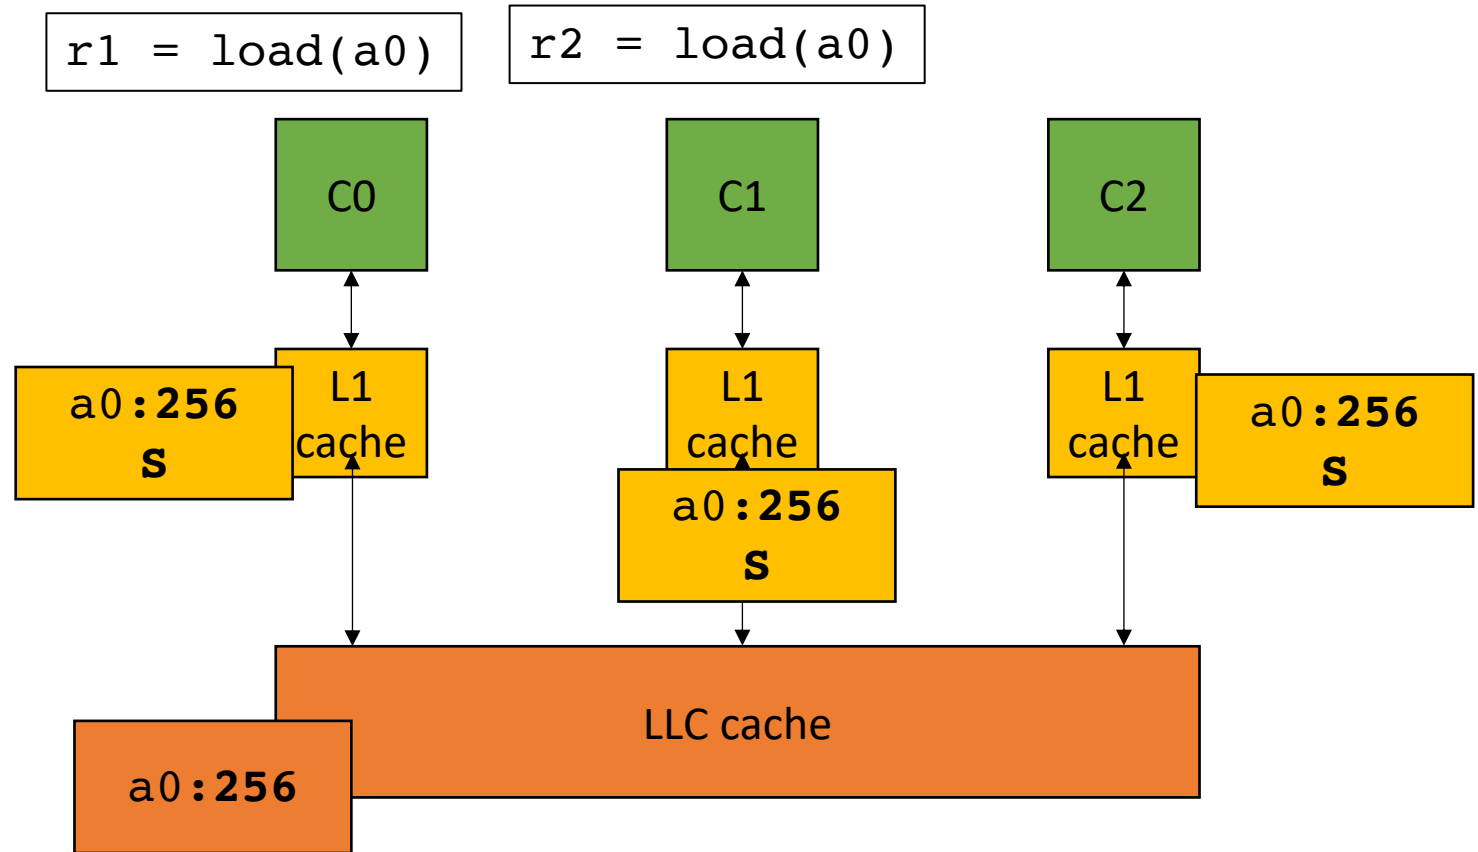 r1 = load(a0)
r2 = load(a0)
C0
C1
C2
L1
cache
L1
cache
L1
cache
a0:256
S
a0:256
S
a0:256
S
LLC cache
a0:256